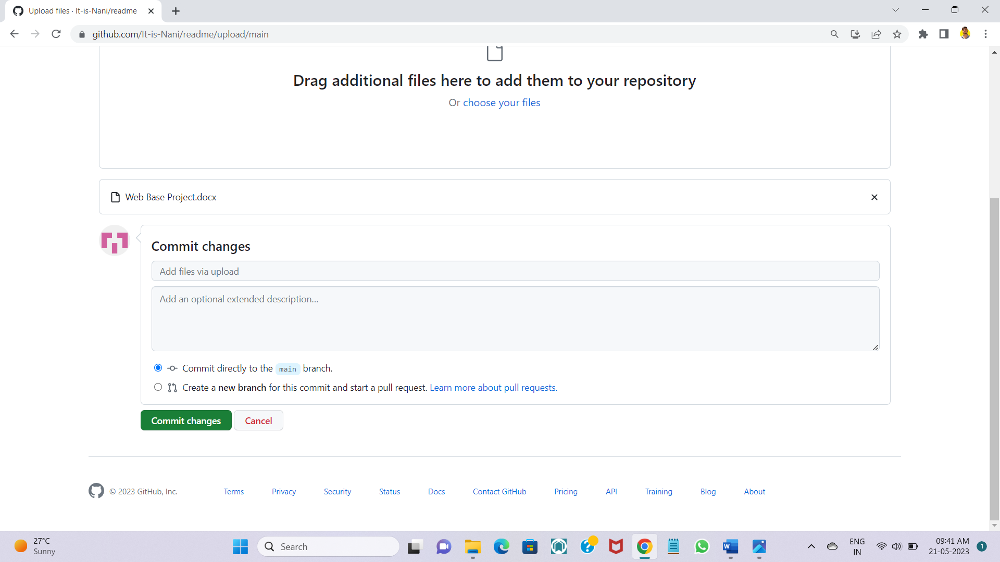 Upload files · It-is-Nani/readme
github.com/It-is-Nani/readme/upload/main
Drag additional files here to add them to your repository
Or choose your files
Web Base Project.docx
Commit changes
Add files via upload
Add an optional extended description...
Commit directly to the main branch.
Create a new branch for this commit and start a pull request. Learn more about pull requests.
Commit changes Cancel
© 2023 GitHub, Inc. Terms Privacy Security Status Docs Contact GitHub Pricing API Training Blog About
27°C
Sunny
Search
ENG
IN
09:41 AM
21-05-2023
1